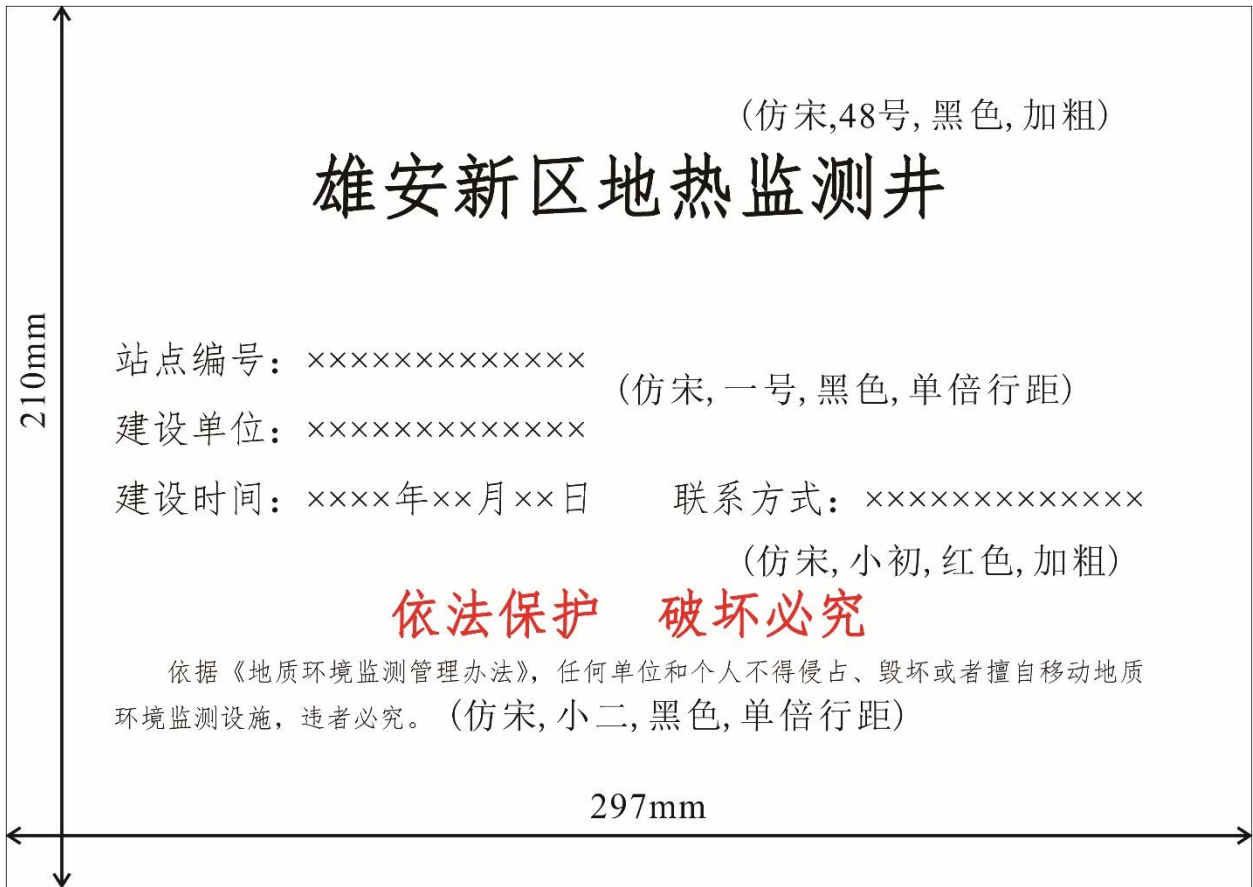 (仿宋,48号,黑色,加粗)
雄安新区地热监测井
210mm
站点编号：×××××××××××××
(仿宋,一号,黑色,单倍行距)
建设单位：×××××××××××××
建设时间：××××年××月××日 联系方式：×××××××××××××
(仿宋,小初,红色,加粗)
依法保护 破坏必究
依据《地质环境监测管理办法》，任何单位和个人不得侵占、毁坏或者擅自移动地质
环境监测设施，违者必究。(仿宋,小二,黑色,单倍行距)
297mm